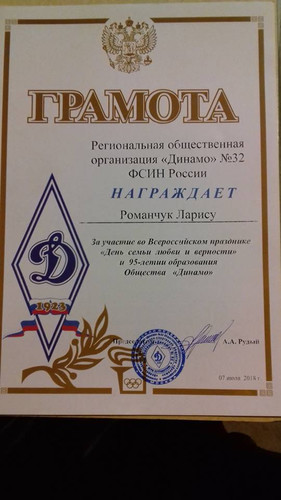 ГРАМОТА
Региональная общественная
организация «Динамо» №32
ФСИН России
НАГРАЖДАЕТ
Романчук Ларису
За участие во Всероссийском празднике
«День семьи любви и верности»
и 95-летии образования
Общества «Динамо»
Д
1923
А.А. Рудый
07 июля 2018 г.